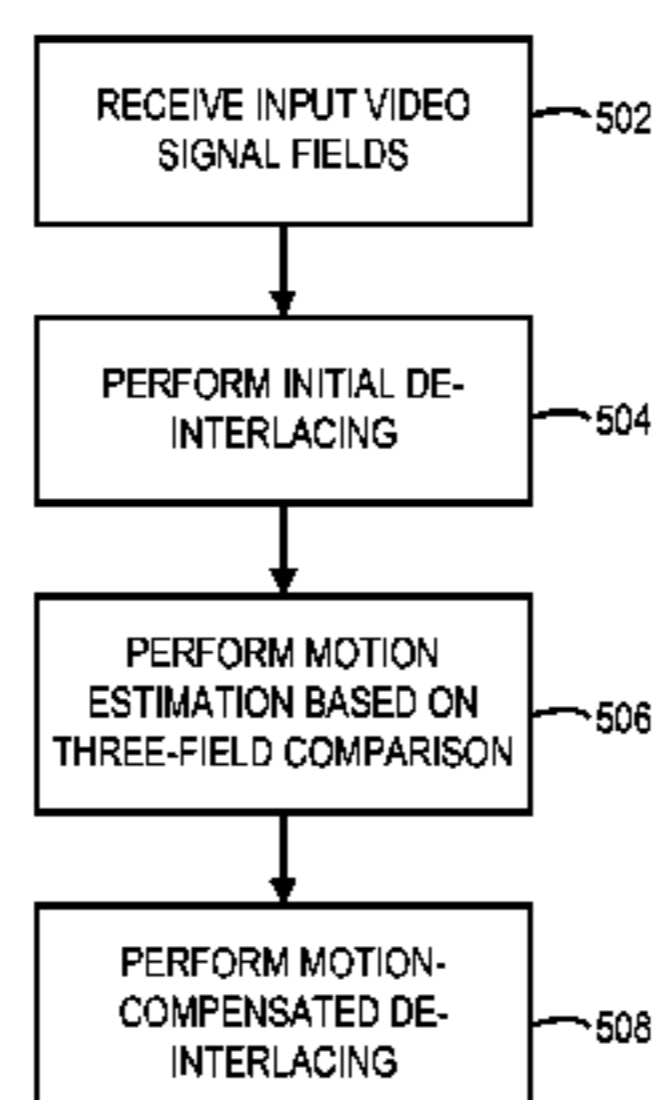 RECEIVE INPUT VIDEO
SIGNAL FIELDS
502
PERFORM INITIAL DE-
INTERLACING
504
PERFORM MOTION
ESTIMATION BASED ON
THREE-FIELD COMPARISON
506
PERFORM MOTION-
COMPENSATED DE-
INTERLACING
508